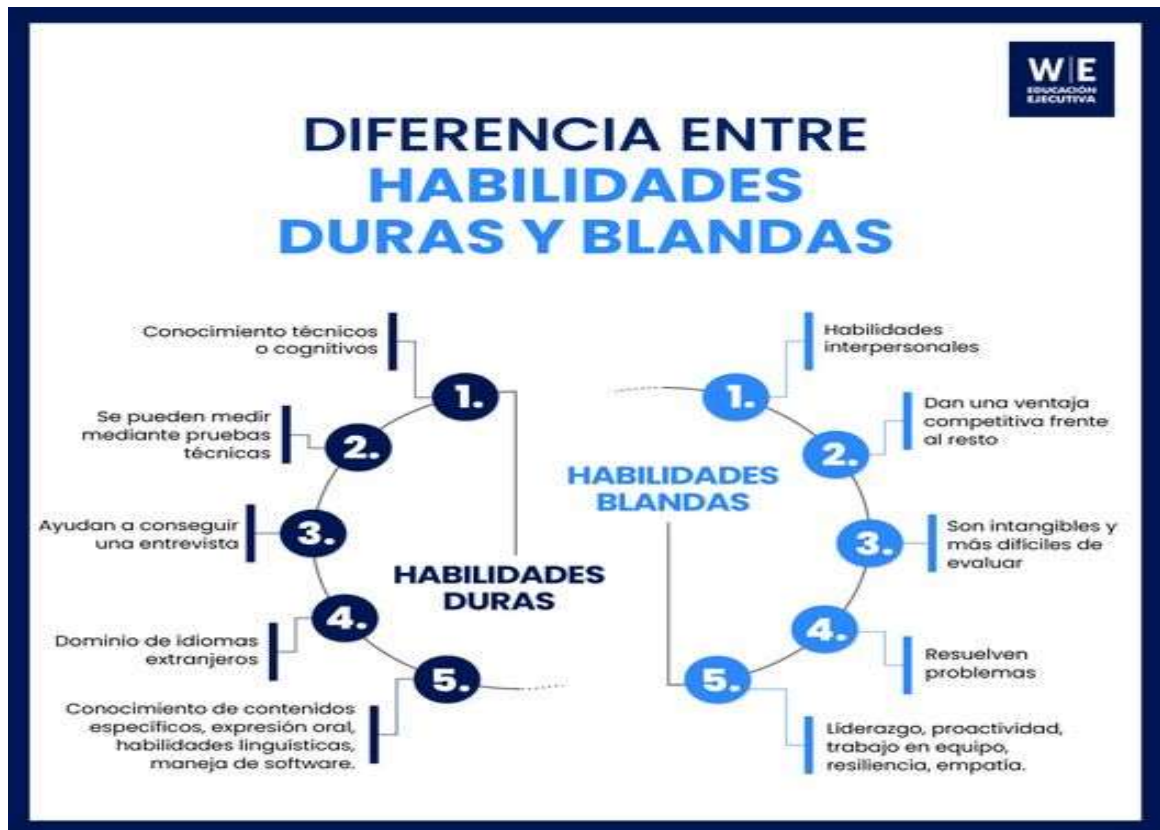 W|E
EDUCACIÓN
EJECUTIVA
DIFERENCIA ENTRE
HABILIDADES
DURAS Y BLANDAS
Conocimiento técnicos
o cognitivos
1.
Se pueden medir
mediante pruebas
técnicas
2.
Ayudan a conseguir
una entrevista
3.
HABILIDADES
DURAS
Dominio de idiomas
extranjeros
4.
Conocimiento de contenidos
específicos, expresión oral,
habilidades linguísticas,
maneja de software.
5.
Habilidades
interpersonales
1.
Dan una ventaja
competitiva frente
al resto
2.
HABILIDADES
BLANDAS
Son intangibles y
más difíciles de
evaluar
3.
Resuelven
problemas
4.
Liderazgo, proactividad,
trabajo en equipo,
resiliencia, empatía.
5.